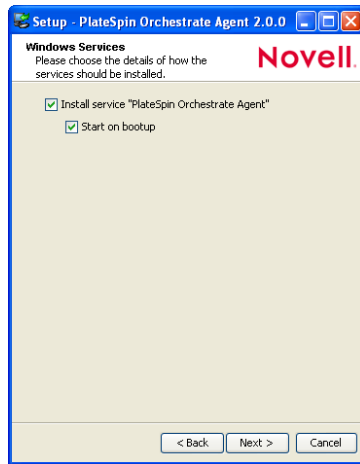 Setup - PlateSpin Orchestrate Agent 2.0.0
Windows Services
Please choose the details of how the
services should be installed.
Novell.
Install service "PlateSpin Orchestrate Agent"
Start on bootup
< Back
Next >
Cancel